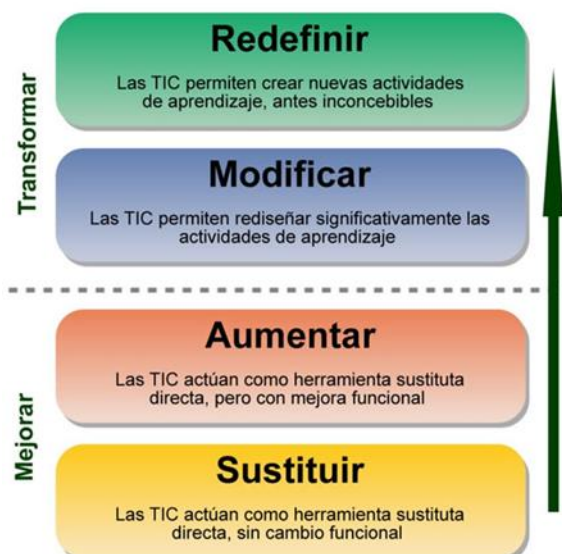 Transformar
Redefinir
Las TIC permiten crear nuevas actividades
de aprendizaje, antes inconcebibles
Modificar
Las TIC permiten rediseñar significativamente las
actividades de aprendizaje
Mejorar
Aumentar
Las TIC actúan como herramienta sustituta
directa, pero con mejora funcional
Sustituir
Las TIC actúan como herramienta sustituta
directa, sin cambio funcional